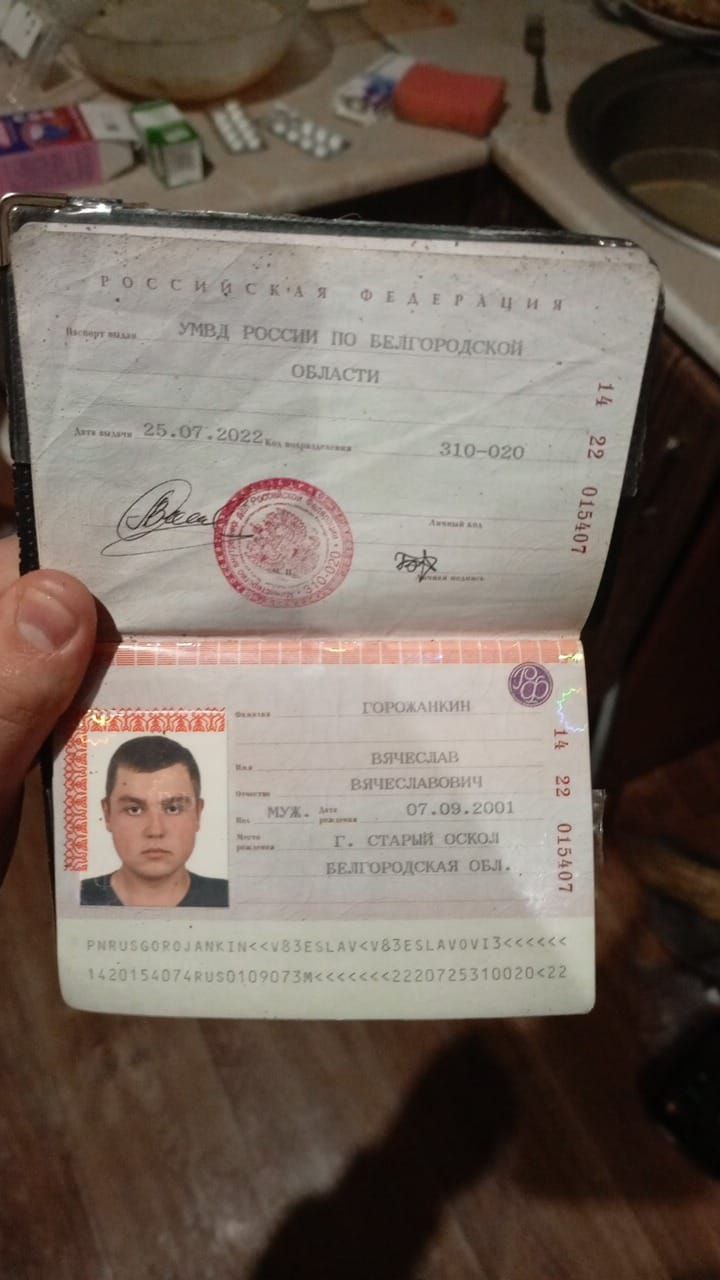 РОССИЙСКАЯ ФЕДЕРАЦИЯ
Паспорт выдан УМВД РОССИИ ПО БЕЛГОРОДСКОЙ
ОБЛАСТИ
Дата выдачи 25.07.2022 Код подразделения 310-020
Личный код
Личная подпись
14 22 015407
ГОРОЖАНКИН
Фамилия
Имя ВЯЧЕСЛАВ
Отчество ВЯЧЕСЛАВОВИЧ
Пол МУЖ. Дата рождения 07.09.2001
Место рождения Г. СТАРЫЙ ОСКОЛ
БЕЛГОРОДСКАЯ ОБЛ.
14 22 015407
PNRUSGOROJANKIN<<V83ESLAV<V83ESLAVOVI3<<<<<<
1420154074RUS0109073M<<<<<<<2220725310020<22